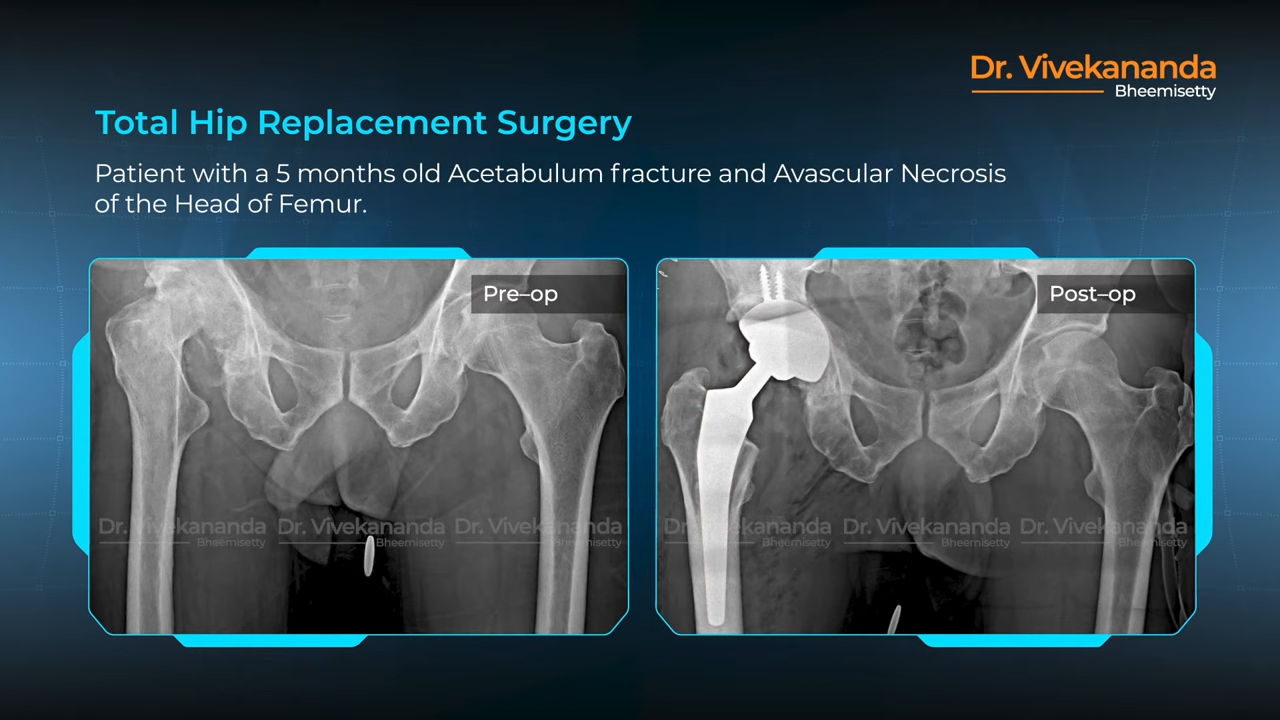 Dr. Vivekananda
Bheemisetty
Total Hip Replacement Surgery
Patient with a 5 months old Acetabulum fracture and Avascular Necrosis
of the Head of Femur.
Pre–op
Post–op
Dr. Vivekananda Dr. Vivekananda Dr. Vivekananda
Bheemisetty Bheemisetty Bheemisetty
Dr. Vivekananda Dr. Vivekananda Dr. Vivekananda
Bheemisetty Bheemisetty Bheemisetty